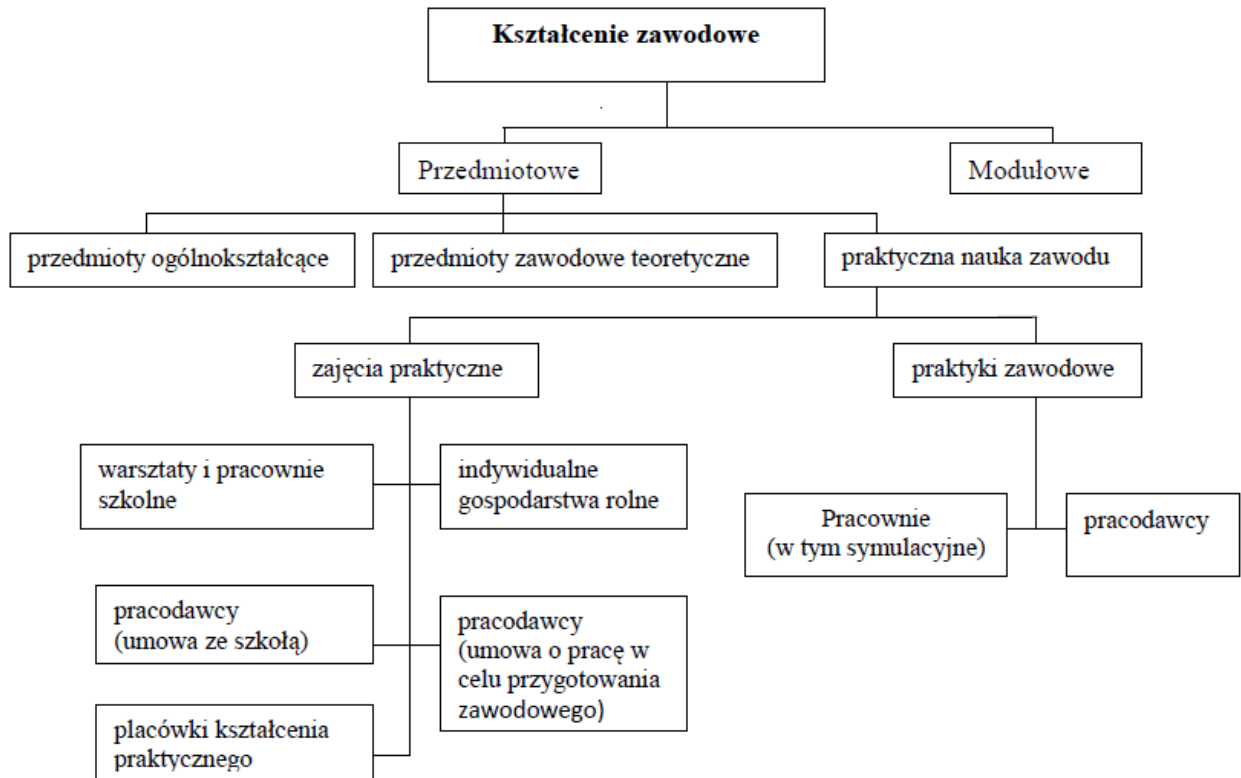 Kształcenie zawodowe
Przedmiotowe
Modułowe
przedmioty ogólnokształcące
przedmioty zawodowe teoretyczne
praktyczna nauka zawodu
zajęcia praktyczne
praktyki zawodowe
warsztaty i pracownie
szkolne
indywidualne
gospodarstwa rolne
Pracownie
(w tym symulacyjne)
pracodawcy
pracodawcy
(umowa ze szkołą)
pracodawcy
(umowa o pracę w
celu przygotowania
zawodowego)
placówki kształcenia
praktycznego